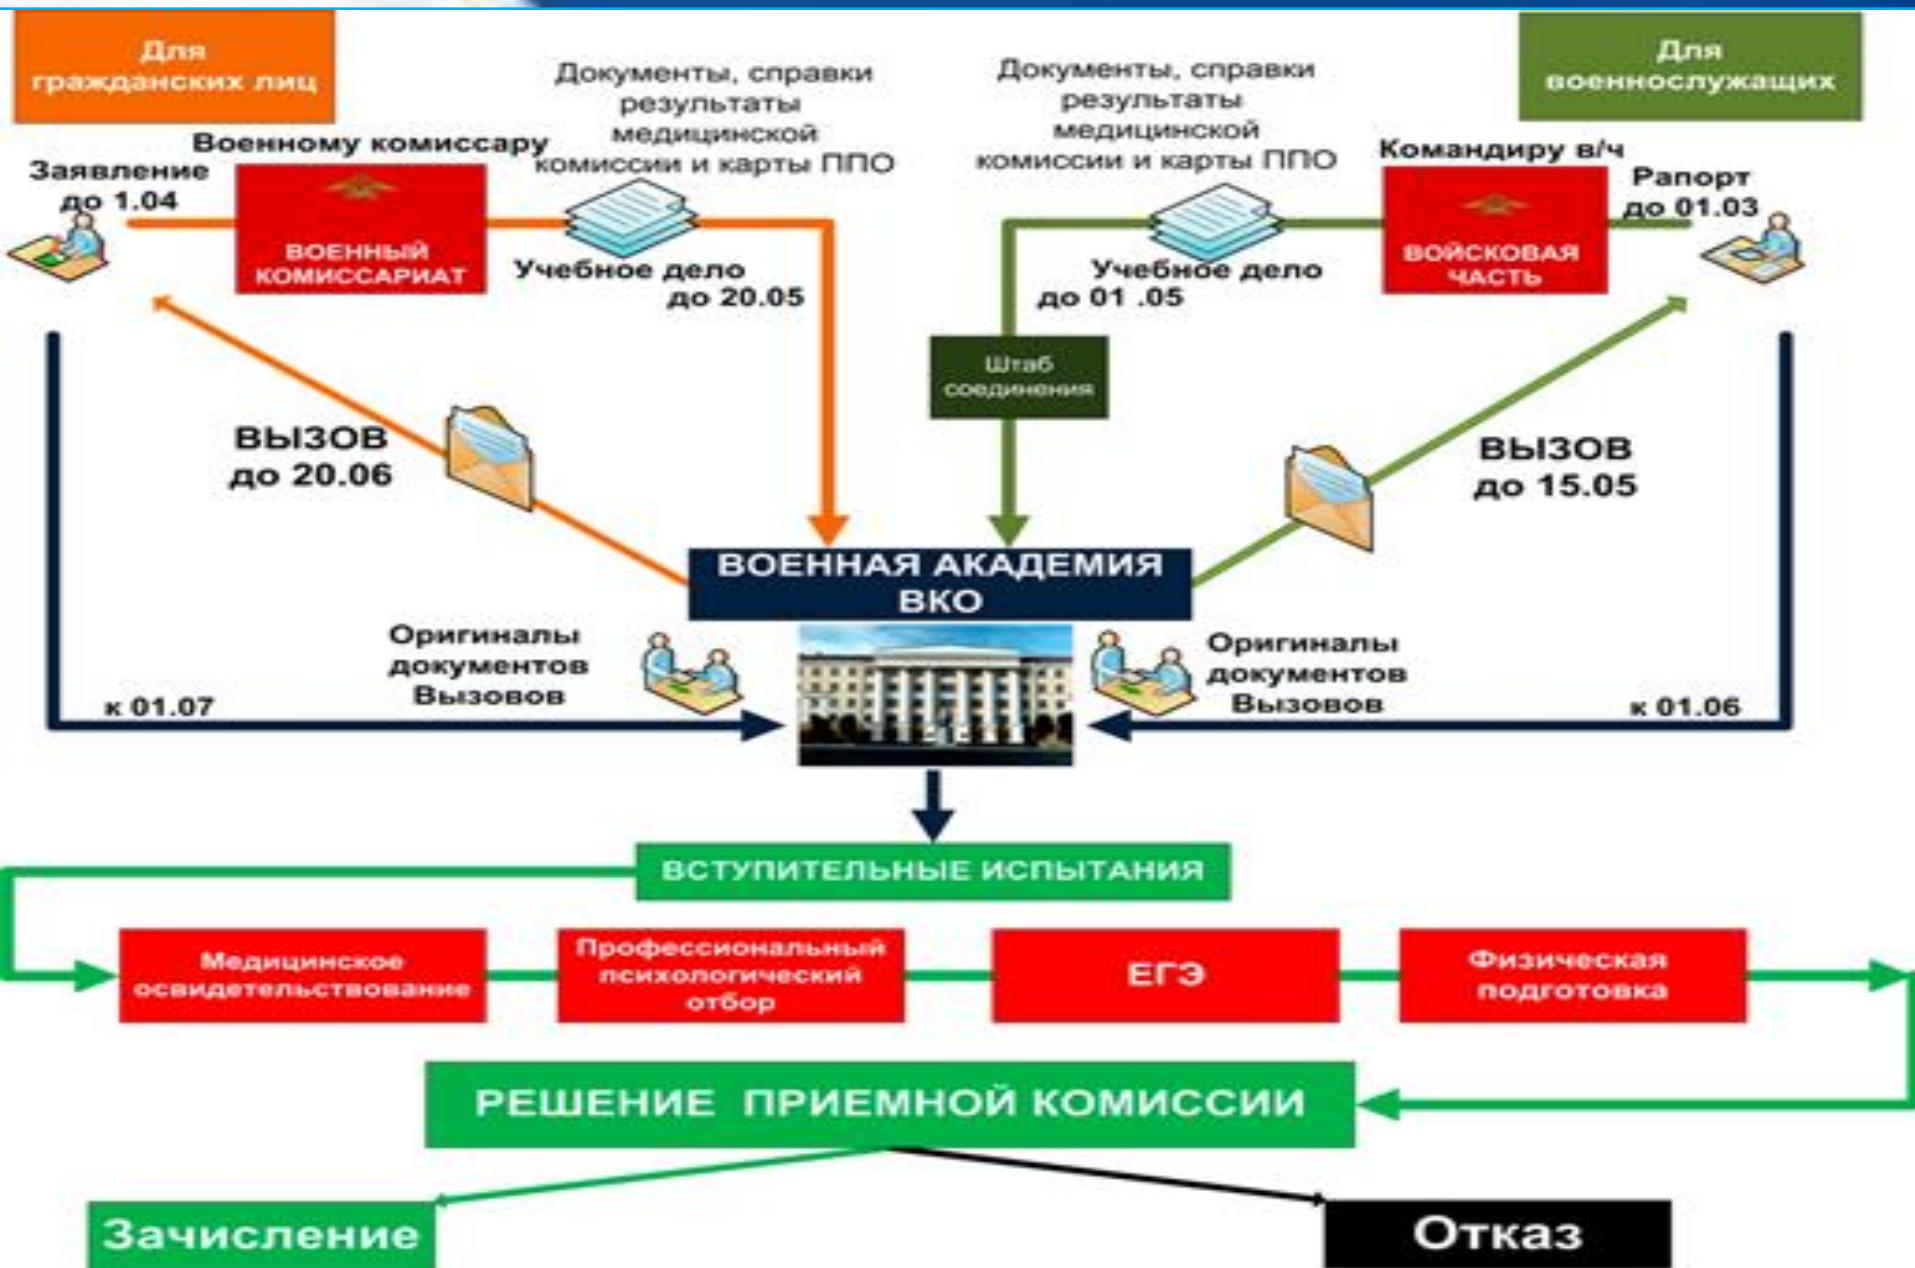 Для
гражданских лиц
Военному комиссару
Заявление
до 1.04
ВОЕННЫЙ
КОМИССАРИАТ
Документы, справки
результаты
медицинской
комиссии и карты ППО
Учебное дело
до 20.05
Документы, справки
результаты
медицинской
комиссии и карты ППО
Учебное дело
до 01 .05
Для
военнослужащих
Командиру в/ч
Рапорт
до 01.03
ВОЙСКОВАЯ
ЧАСТЬ
Штаб
соединения
ВЫЗОВ
до 20.06
ВЫЗОВ
до 15.05
ВОЕННАЯ АКАДЕМИЯ
ВКО
Оригиналы
документов
Вызовов
к 01.07
Оригиналы
документов
Вызовов
к 01.06
ВСТУПИТЕЛЬНЫЕ ИСПЫТАНИЯ
Медицинское
освидетельствование
Профессиональный
психологический
отбор
ЕГЭ
Физическая
подготовка
РЕШЕНИЕ ПРИЕМНОЙ КОМИССИИ
Зачисление
Отказ